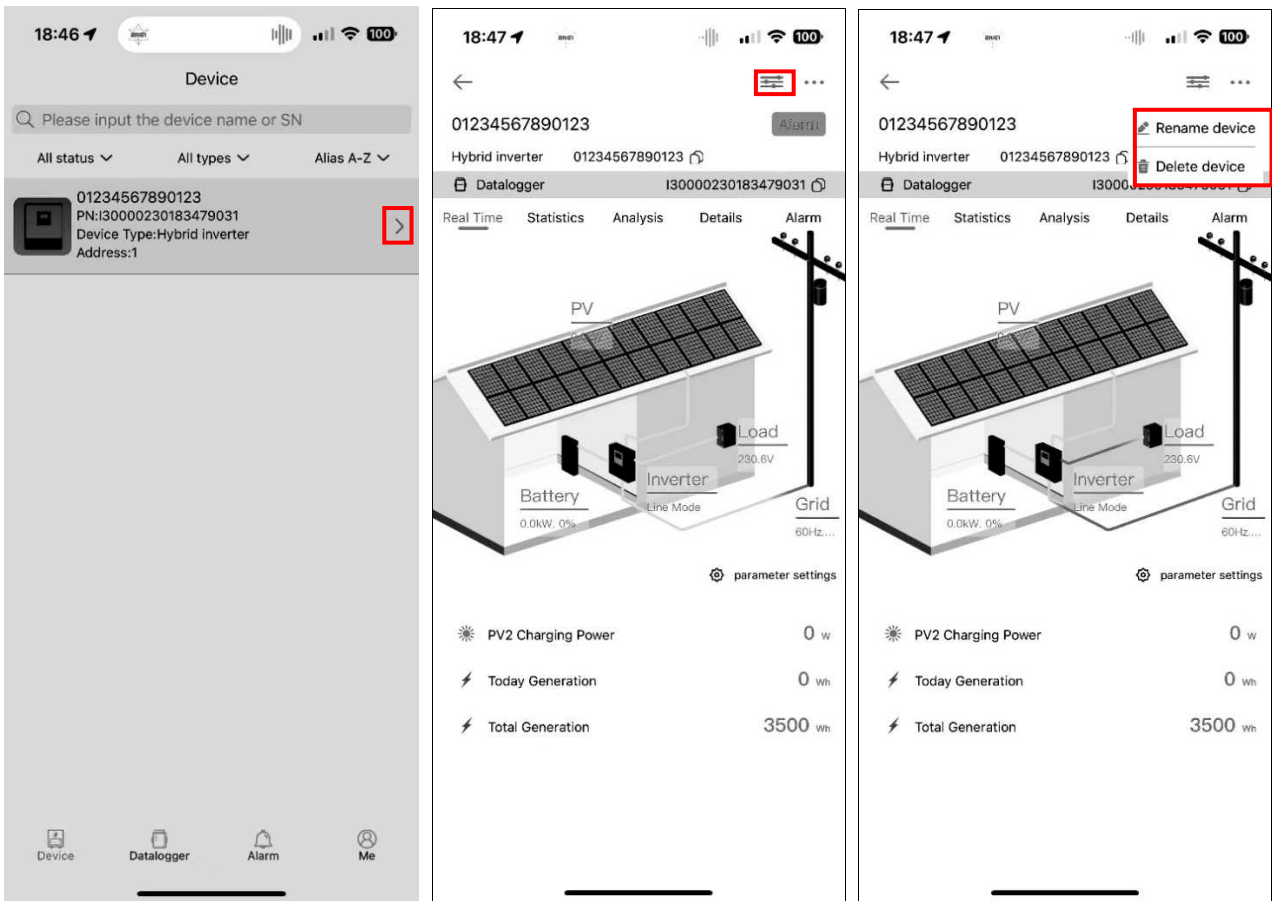 18:46
100
Device
Please input the device name or SN
All status
All types
Alias A-Z
01234567890123
PN:I30000230183479031
Device Type:Hybrid inverter
Address:1
Device
Datalogger
Alarm
Me
18:47
100
01234567890123
Alarm
Hybrid inverter 01234567890123
Datalogger I30000230183479031
Real Time Statistics Analysis Details Alarm
PV
Load
230.6V
Inverter
Line Mode
Battery
0.0kW. 0%
Grid
60Hz....
parameter settings
PV2 Charging Power 0 W
Today Generation 0 Wh
Total Generation 3500 Wh
18:47
100
01234567890123
Rename device
Delete device
Hybrid inverter 01234567890123
Datalogger
Real Time Statistics Analysis Details Alarm
PV
Load
230.6V
Inverter
Line Mode
Battery
0.0kW. 0%
Grid
60Hz....
parameter settings
PV2 Charging Power 0 W
Today Generation 0 Wh
Total Generation 3500 Wh